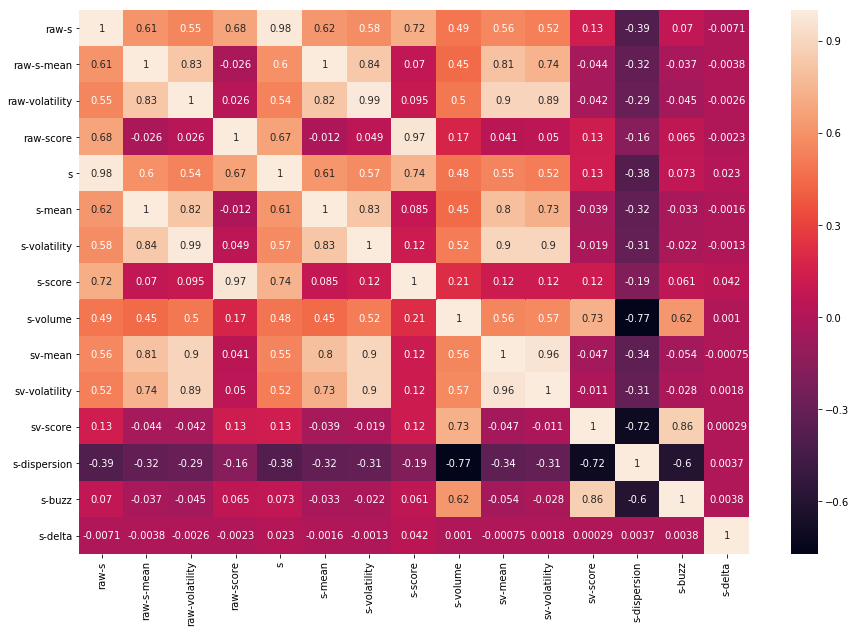 raw-s 1 0.61 0.55 0.68 0.98 0.62 0.58 0.72 0.49 0.56 0.52 0.13 -0.39 0.07 -0.0071
raw-s-mean 0.61 1 0.83 -0.026 0.6 1 0.84 0.07 0.45 0.81 0.74 -0.044 -0.32 -0.037 -0.0038
raw-volatility 0.55 0.83 1 0.026 0.54 0.82 0.99 0.095 0.5 0.9 0.89 -0.042 -0.29 -0.045 -0.0026
raw-score 0.68 -0.026 0.026 1 0.67 -0.012 0.049 0.97 0.17 0.041 0.05 0.13 -0.16 0.065 -0.0023
s 0.98 0.6 0.54 0.67 1 0.61 0.57 0.74 0.48 0.55 0.52 0.13 -0.38 0.073 0.023
s-mean 0.62 1 0.82 -0.012 0.61 1 0.83 0.085 0.45 0.8 0.73 -0.039 -0.32 -0.033 -0.0016
s-volatility 0.58 0.84 0.99 0.049 0.57 0.83 1 0.12 0.52 0.9 0.9 -0.019 -0.31 -0.022 -0.0013
s-score 0.72 0.07 0.095 0.97 0.74 0.085 0.12 1 0.21 0.12 0.12 0.12 -0.19 0.061 0.042
s-volume 0.49 0.45 0.5 0.17 0.48 0.45 0.52 0.21 1 0.56 0.57 0.73 -0.77 0.62 0.001
sv-mean 0.56 0.81 0.9 0.041 0.55 0.8 0.9 0.12 0.56 1 0.96 -0.047 -0.34 -0.054 -0.00075
sv-volatility 0.52 0.74 0.89 0.05 0.52 0.73 0.9 0.12 0.57 0.96 1 -0.011 -0.31 -0.028 0.0018
sv-score 0.13 -0.044 -0.042 0.13 0.13 -0.039 -0.019 0.12 0.73 -0.047 -0.011 1 -0.72 0.86 0.00029
s-dispersion -0.39 -0.32 -0.29 -0.16 -0.38 -0.32 -0.31 -0.19 -0.77 -0.34 -0.31 -0.72 1 -0.6 0.0037
s-buzz 0.07 -0.037 -0.045 0.065 0.073 -0.033 -0.022 0.061 0.62 -0.054 -0.028 0.86 -0.6 1 0.0038
s-delta -0.0071 -0.0038 -0.0026 -0.0023 0.023 -0.0016 -0.0013 0.042 0.001 -0.00075 0.0018 0.00029 0.0037 0.0038 1
raw-s raw-s-mean raw-volatility raw-score s s-mean s-volatility s-score s-volume sv-mean sv-volatility sv-score s-dispersion s-buzz s-delta
0.9
0.6
0.3
0.0
−0.3
−0.6